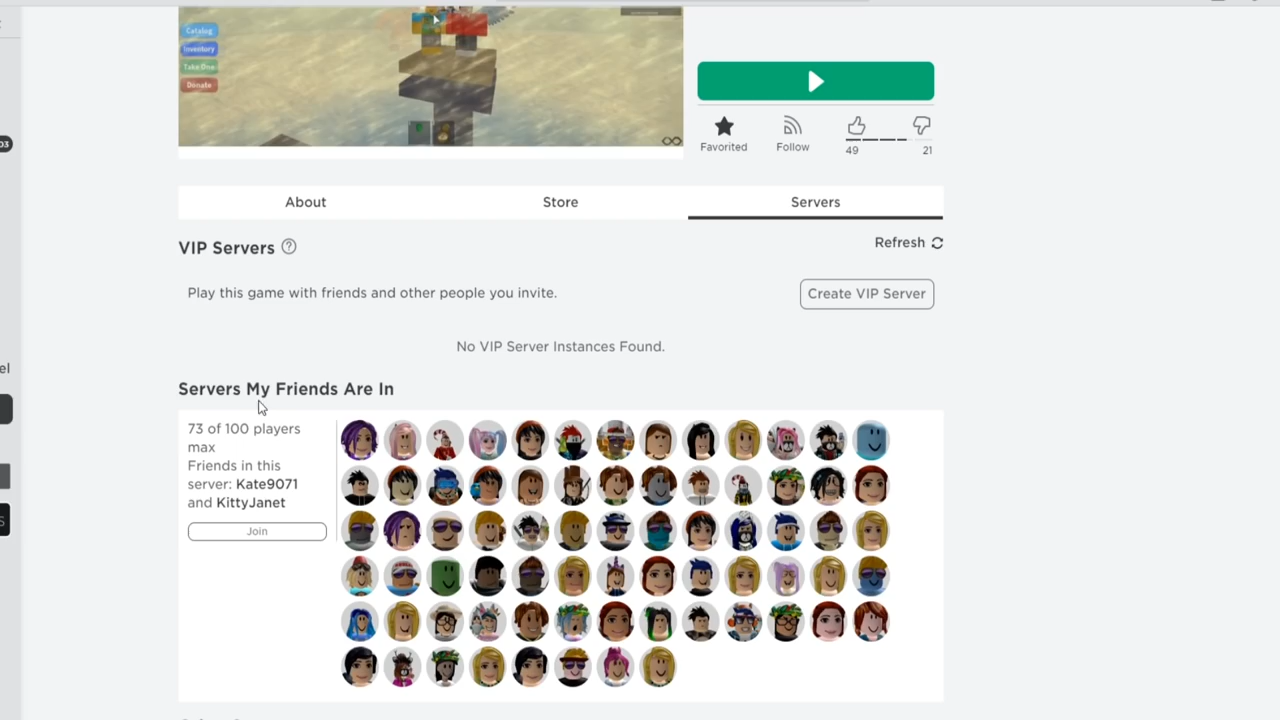 Catalog
Inventory
Take One
Donate
Favorited
Follow
49
21
03
About
Store
Servers
VIP Servers
Refresh
Play this game with friends and other people you invite.
Create VIP Server
No VIP Server Instances Found.
el
Servers My Friends Are In
73 of 100 players
max
Friends in this
server: Kate9071
and KittyJanet
S
Join